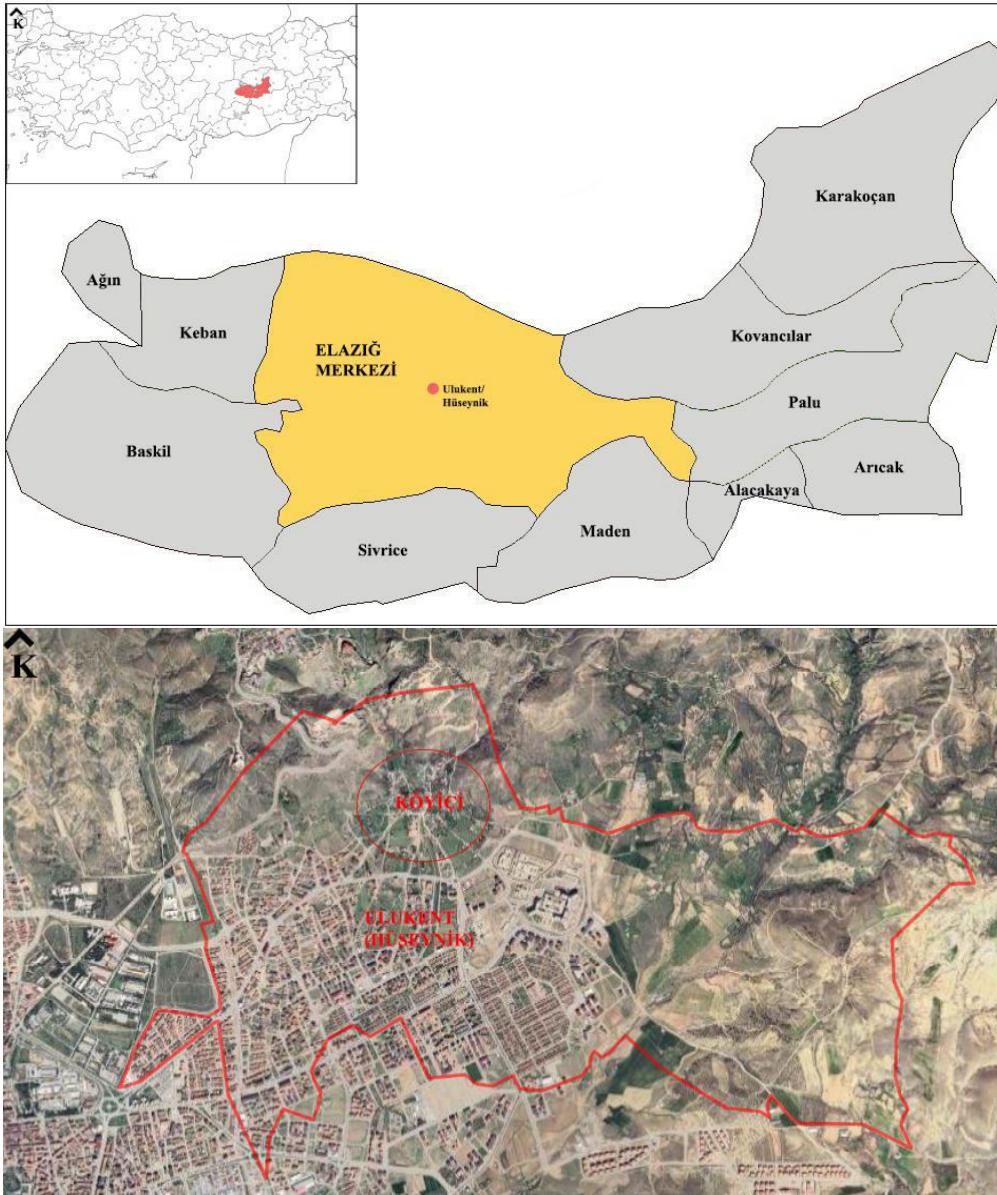 K
Karakoçan
Ağın
Keban
Kovancılar
ELAZIĞ
MERKEZİ
Ulukent/
Hüseynik
Palu
Baskil
Arıcak
Alacakaya
Maden
Sivrice
K
KÖYİÇİ
ULUKENT
(HÜSEYNİK)